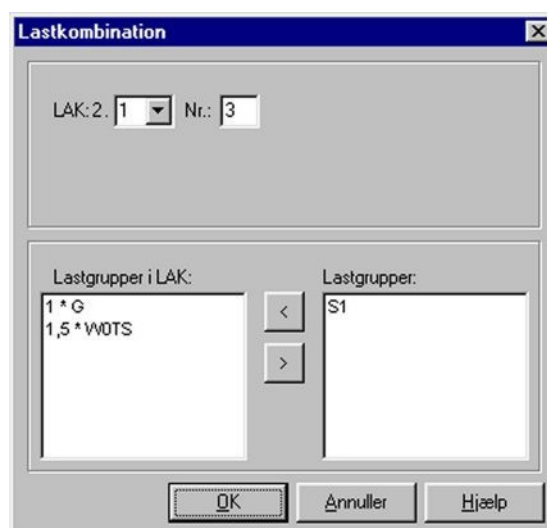 Lastkombination
LAK: 2. 1 Nr.: 3
Lastgrupper i LAK: Lastgrupper:
1 * G < S1
1,5 * W0TS
>
OK Annuller Hjælp